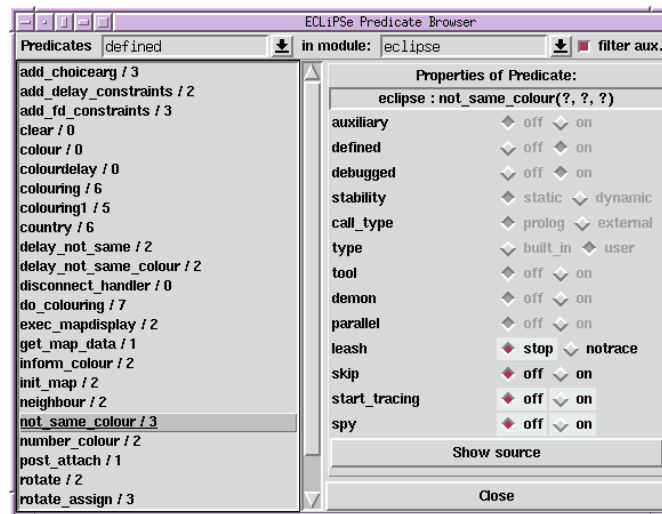 ECLiPSe Predicate Browser
Predicates defined in module: eclipse filter aux.
add_choicearg / 3
add_delay_constraints / 2
add_fd_constraints / 3
clear / 0
colour / 0
colourdelay / 0
colouring / 6
colouring1 / 5
country / 6
delay_not_same / 2
delay_not_same_colour / 2
disconnect_handler / 0
do_colouring / 7
exec_mapdisplay / 2
get_map_data / 1
inform_colour / 2
init_map / 2
neighbour / 2
not_same_colour / 3
number_colour / 2
post_attach / 1
rotate / 2
rotate_assign / 3
Properties of Predicate:
eclipse : not_same_colour(?, ?, ?)
auxiliary off on
defined off on
debugged off on
stability static dynamic
call_type prolog external
type built_in user
tool off on
demon off on
parallel off on
leash stop notrace
skip off on
start_tracing off on
spy off on
Show source
Close